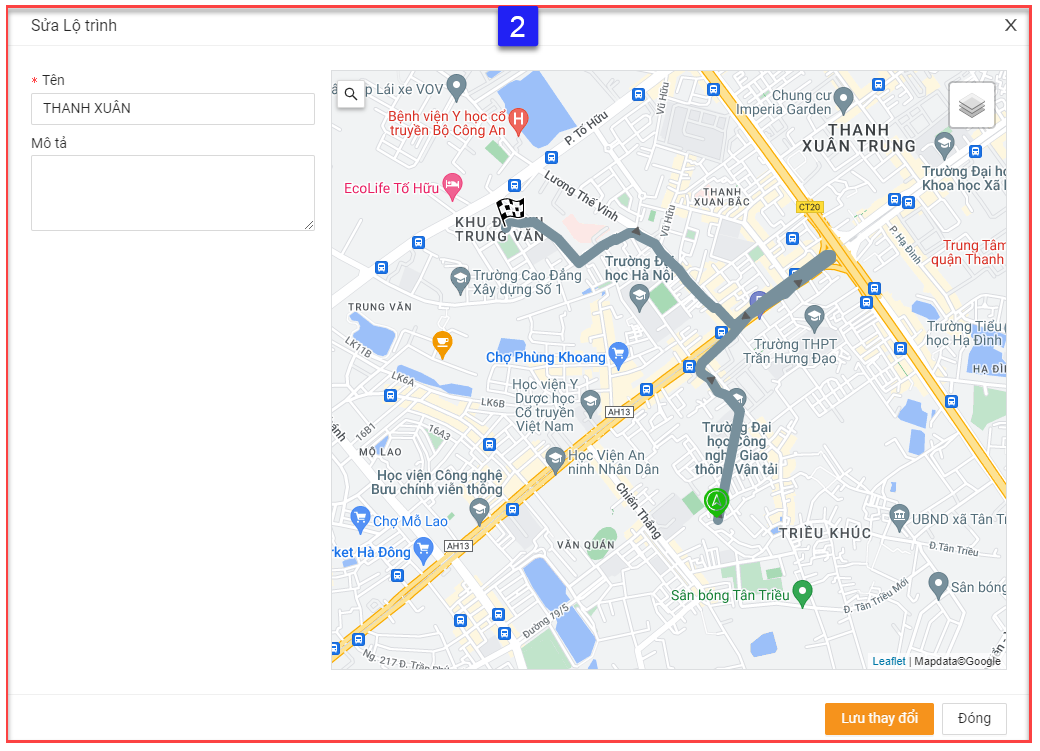 Sửa Lộ trình
2
X
* Tên
THANH XUÂN
Mô tả
Lái xe VOV
Bệnh viện Y học cổ
truyền Bộ Công An
P. Tố Hữu
Vũ Hữu
Chung cư
Imperia Garden
THANH
XUÂN TRUNG
Trường Đại họ
Khoa học Xã
EcoLife Tố Hữu
Lương Thế Vinh
THANH
XUAN BẮC
Vũ Hữu
CT20
P. Hạ Đình
KHU Đ
TRUNG VĂN
Trung Tâm
quận Thanh
Trường Đại
học Hà Nội
Trường Cao Đẳng
Xây dựng Số 1
TRUNG VĂN
LK11B
Trường Tiểu
học Hạ Đình
HẠ ĐÌ
Trường THPT
Trần Hưng Đạo
Chợ Phùng Khoang
LK6A
LK6B
Học viện Y
Dược học
Cổ truyền
Việt Nam
AH13
16B1
16A3
MỘ LAO
Trường Đại
học Công
nghệ Giao
thông Vận tải
Học Viện An
ninh Nhân Dân
Học viện Công nghệ
Bưu chính viễn thông
Chiến Thắng
A
Chợ Mỗ Lao
UBND xã Tân Tr
TRIỀU KHÚC
rket Hà Đông
AH13
VĂN QUÁN
Đ. Tân Triều
Sân bóng Tân Triều
Sân bóng
Đ. Tân Triều Mới
Đường 19/5
Ng. 217 Đ. Trần Phú
Leaflet | Mapdata©Google
Lưu thay đổi
Đóng